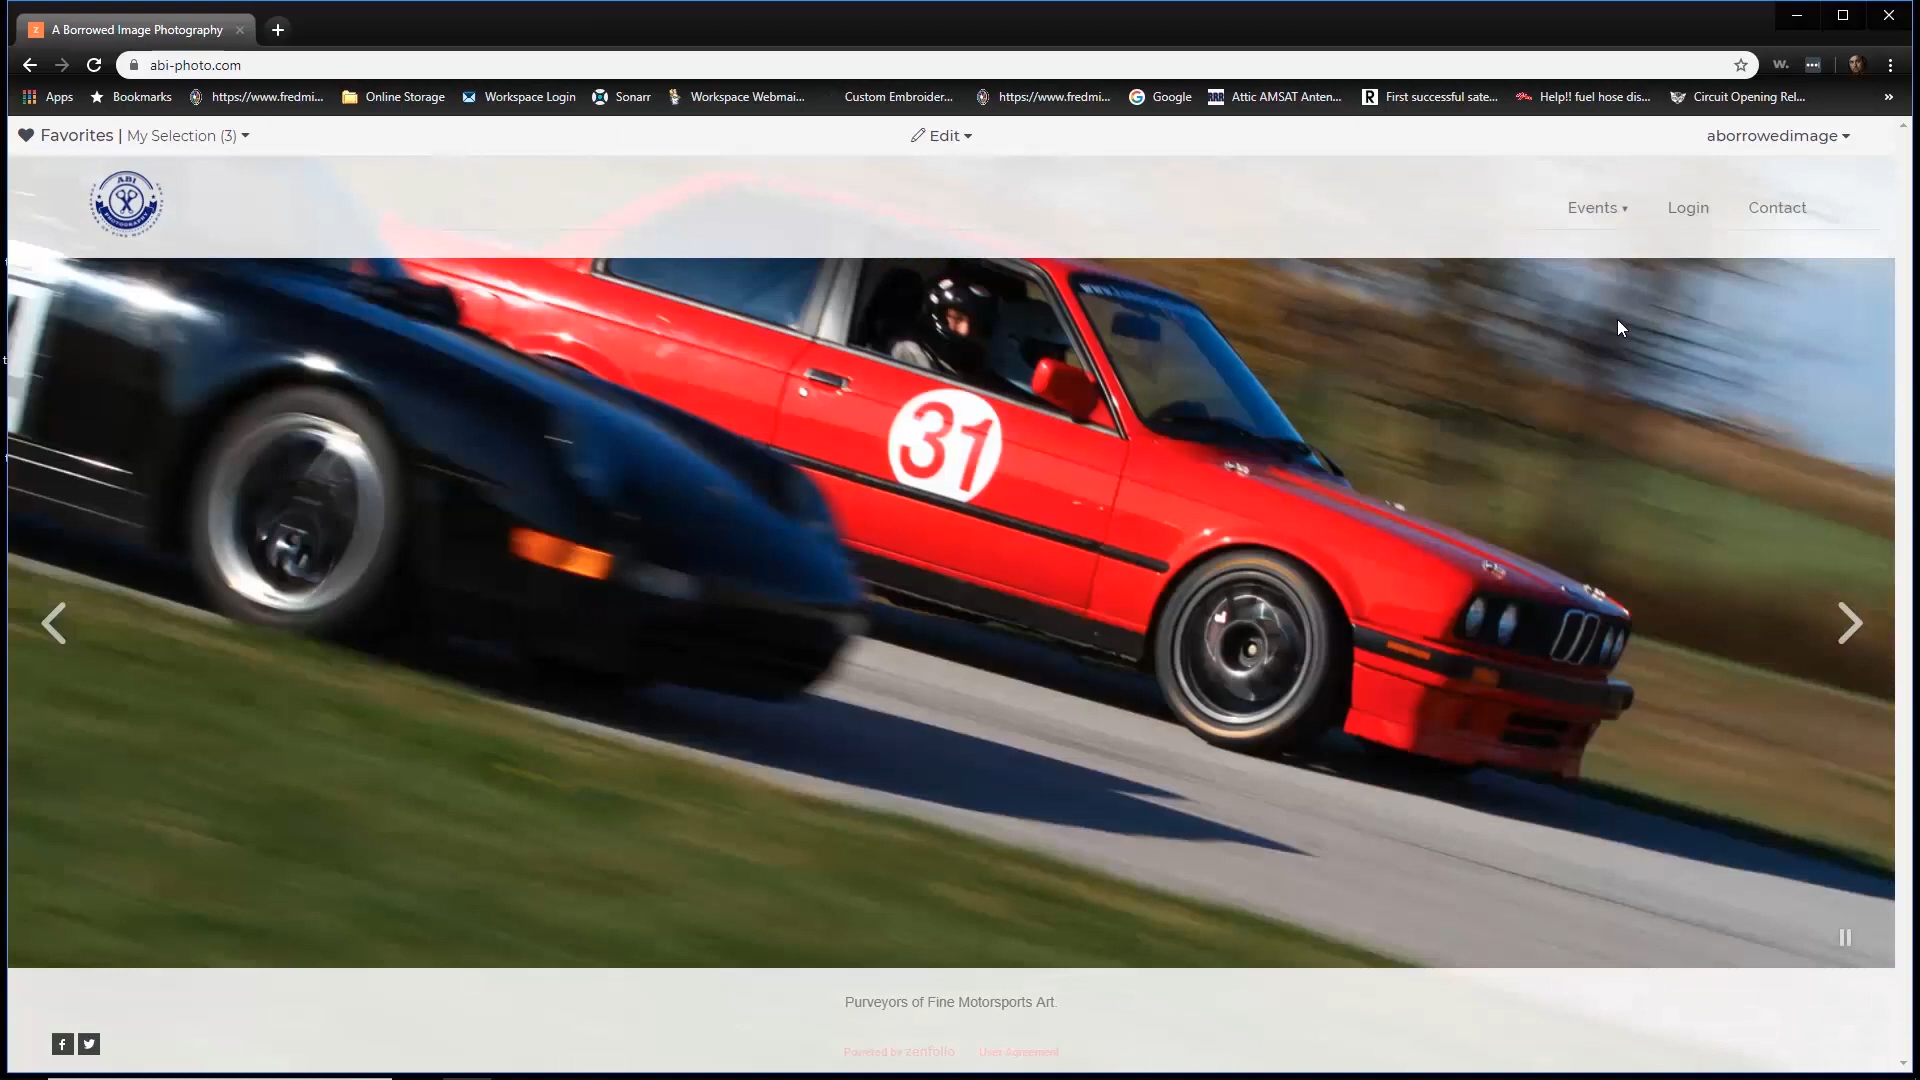 A Borrowed Image Photography
abi-photo.com
w.
Apps
Bookmarks
https://www.fredmi...
Online Storage
Workspace Login
Sonarr
Workspace Webmai...
Custom Embroider...
https://www.fredmi...
Google
Attic AMSAT Anten...
R
First successful sate...
Help!! fuel hose dis...
Circuit Opening Rel...
»
Favorites | My Selection (3)
Edit
aborrowedimage
ABI
PHOTOGRAPHY
Events
Login
Contact
31
Purveyors of Fine Motorsports Art.
Powered by zenfolio
User Agreement